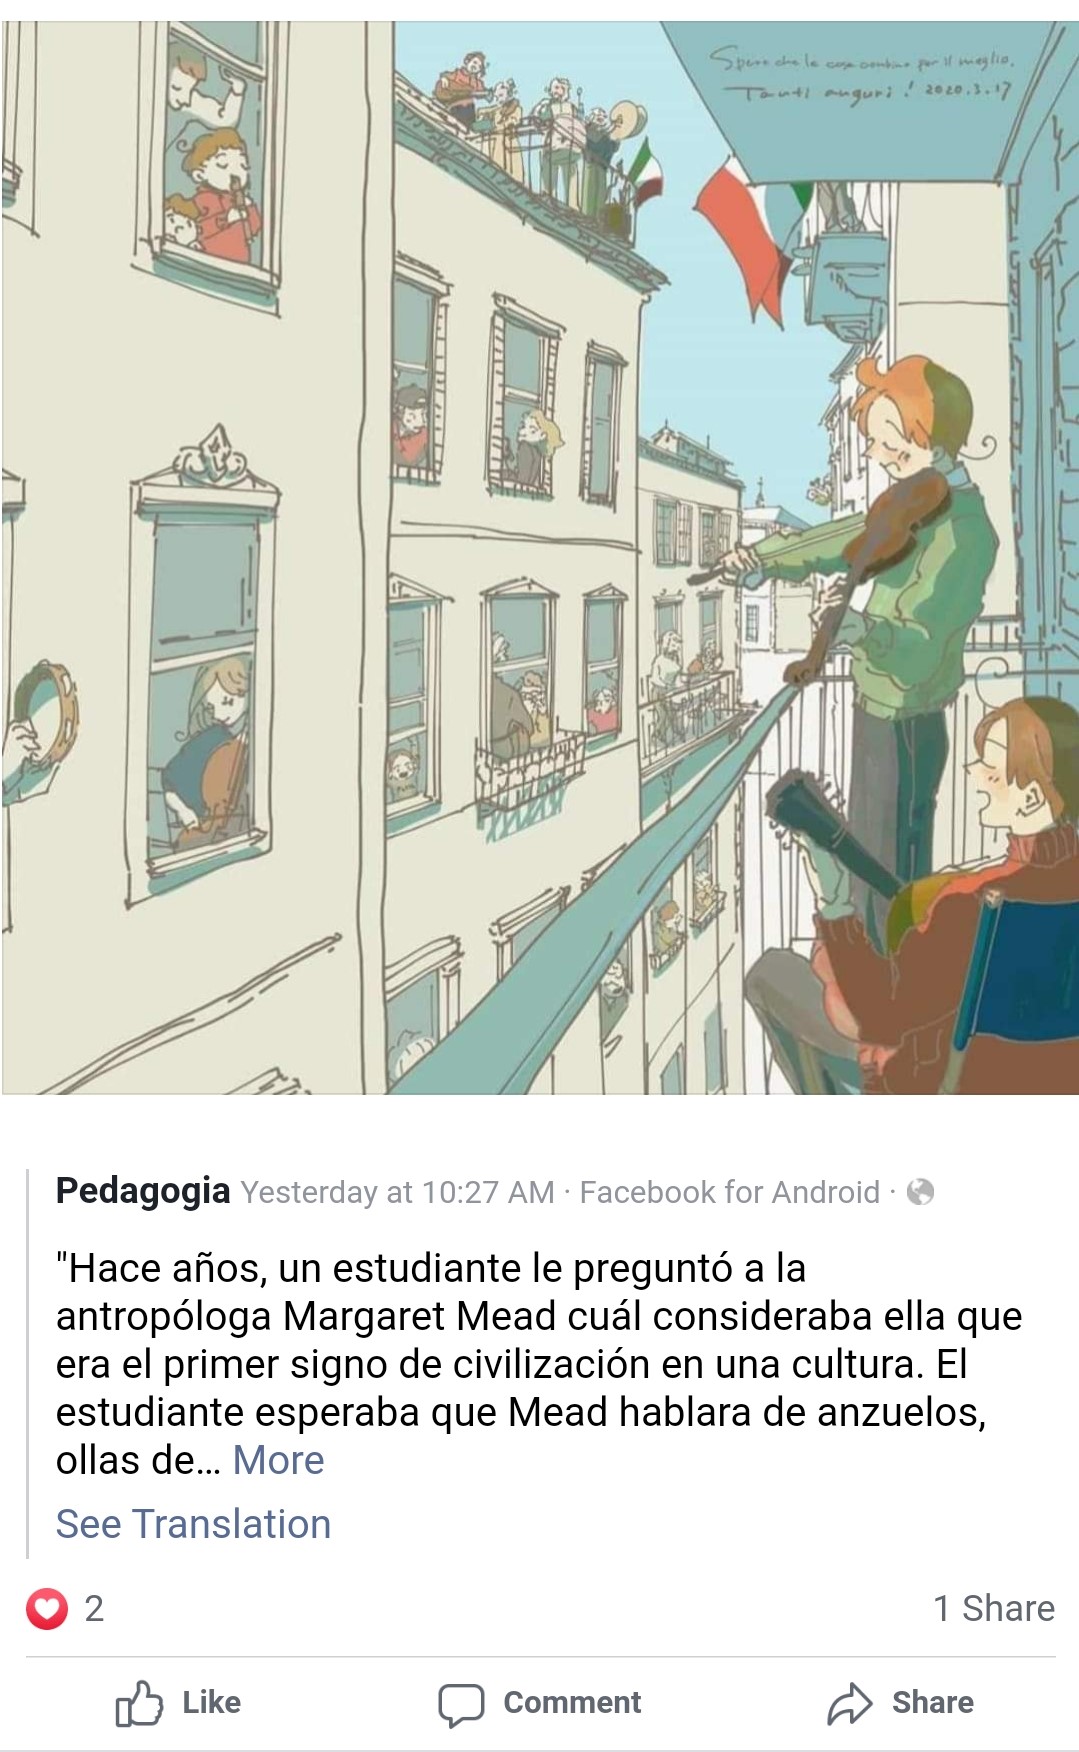 Spero che le cose cambino per il meglio.
Tanti auguri! 2020.3.17
Pedagogia Yesterday at 10:27 AM · Facebook for Android ·
"Hace años, un estudiante le preguntó a la
antropóloga Margaret Mead cuál consideraba ella que
era el primer signo de civilización en una cultura. El
estudiante esperaba que Mead hablara de anzuelos,
ollas de... More
See Translation
2
1 Share
Like
Comment
Share